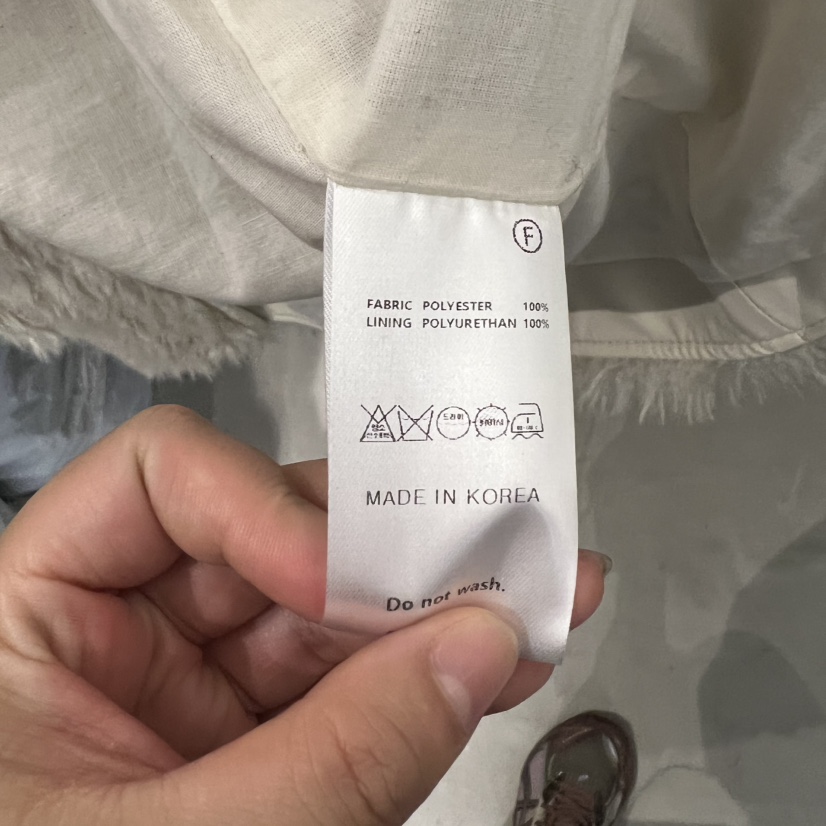 F
FABRIC POLYESTER 100%
LINING POLYURETHAN 100%
드라이
MADE IN KOREA
Do not wash.